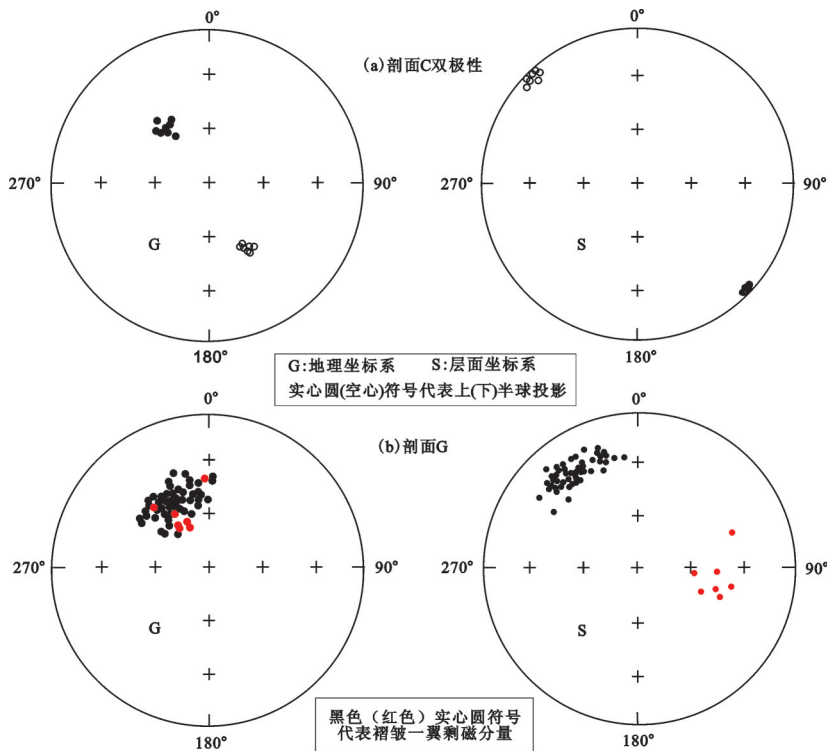 0°
0°
(a)剖面C双极性
270°
90°
270°
90°
G
S
180°
180°
G:地理坐标系 S:层面坐标系
实心圆(空心)符号代表上(下)半球投影
0°
0°
(b)剖面G
270°
90°
270°
90°
G
S
180°
180°
黑色（红色）实心圆符号
代表褶皱一翼剩磁分量